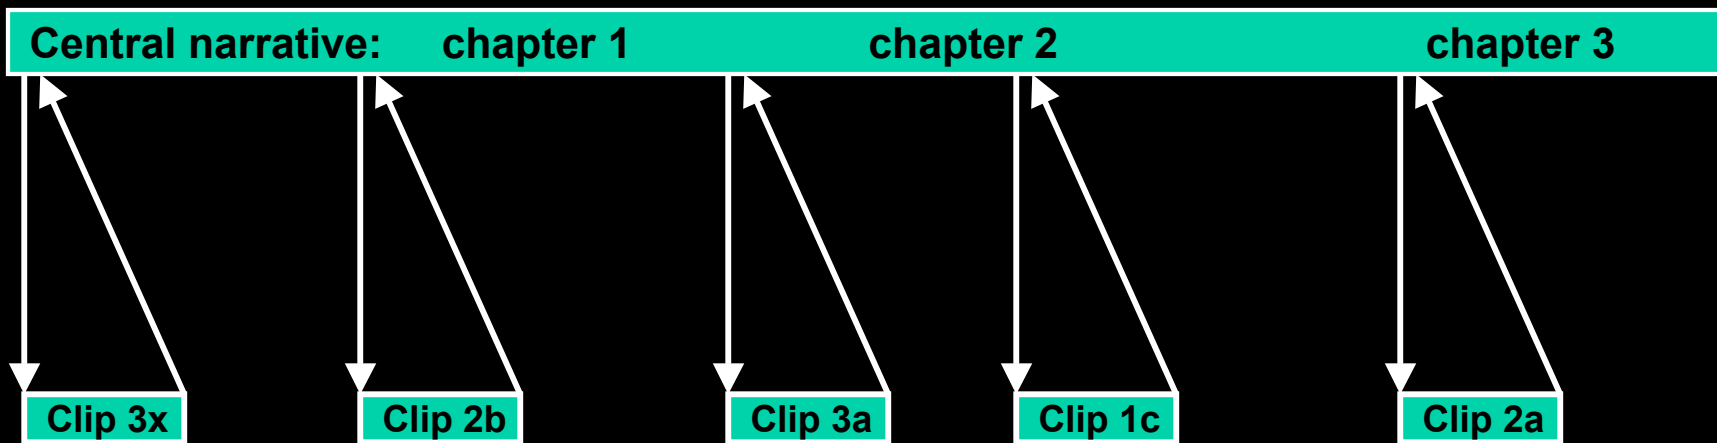 Central narrative: chapter 1 chapter 2 chapter 3
Clip 3x Clip 2b Clip 3a Clip 1c Clip 2a